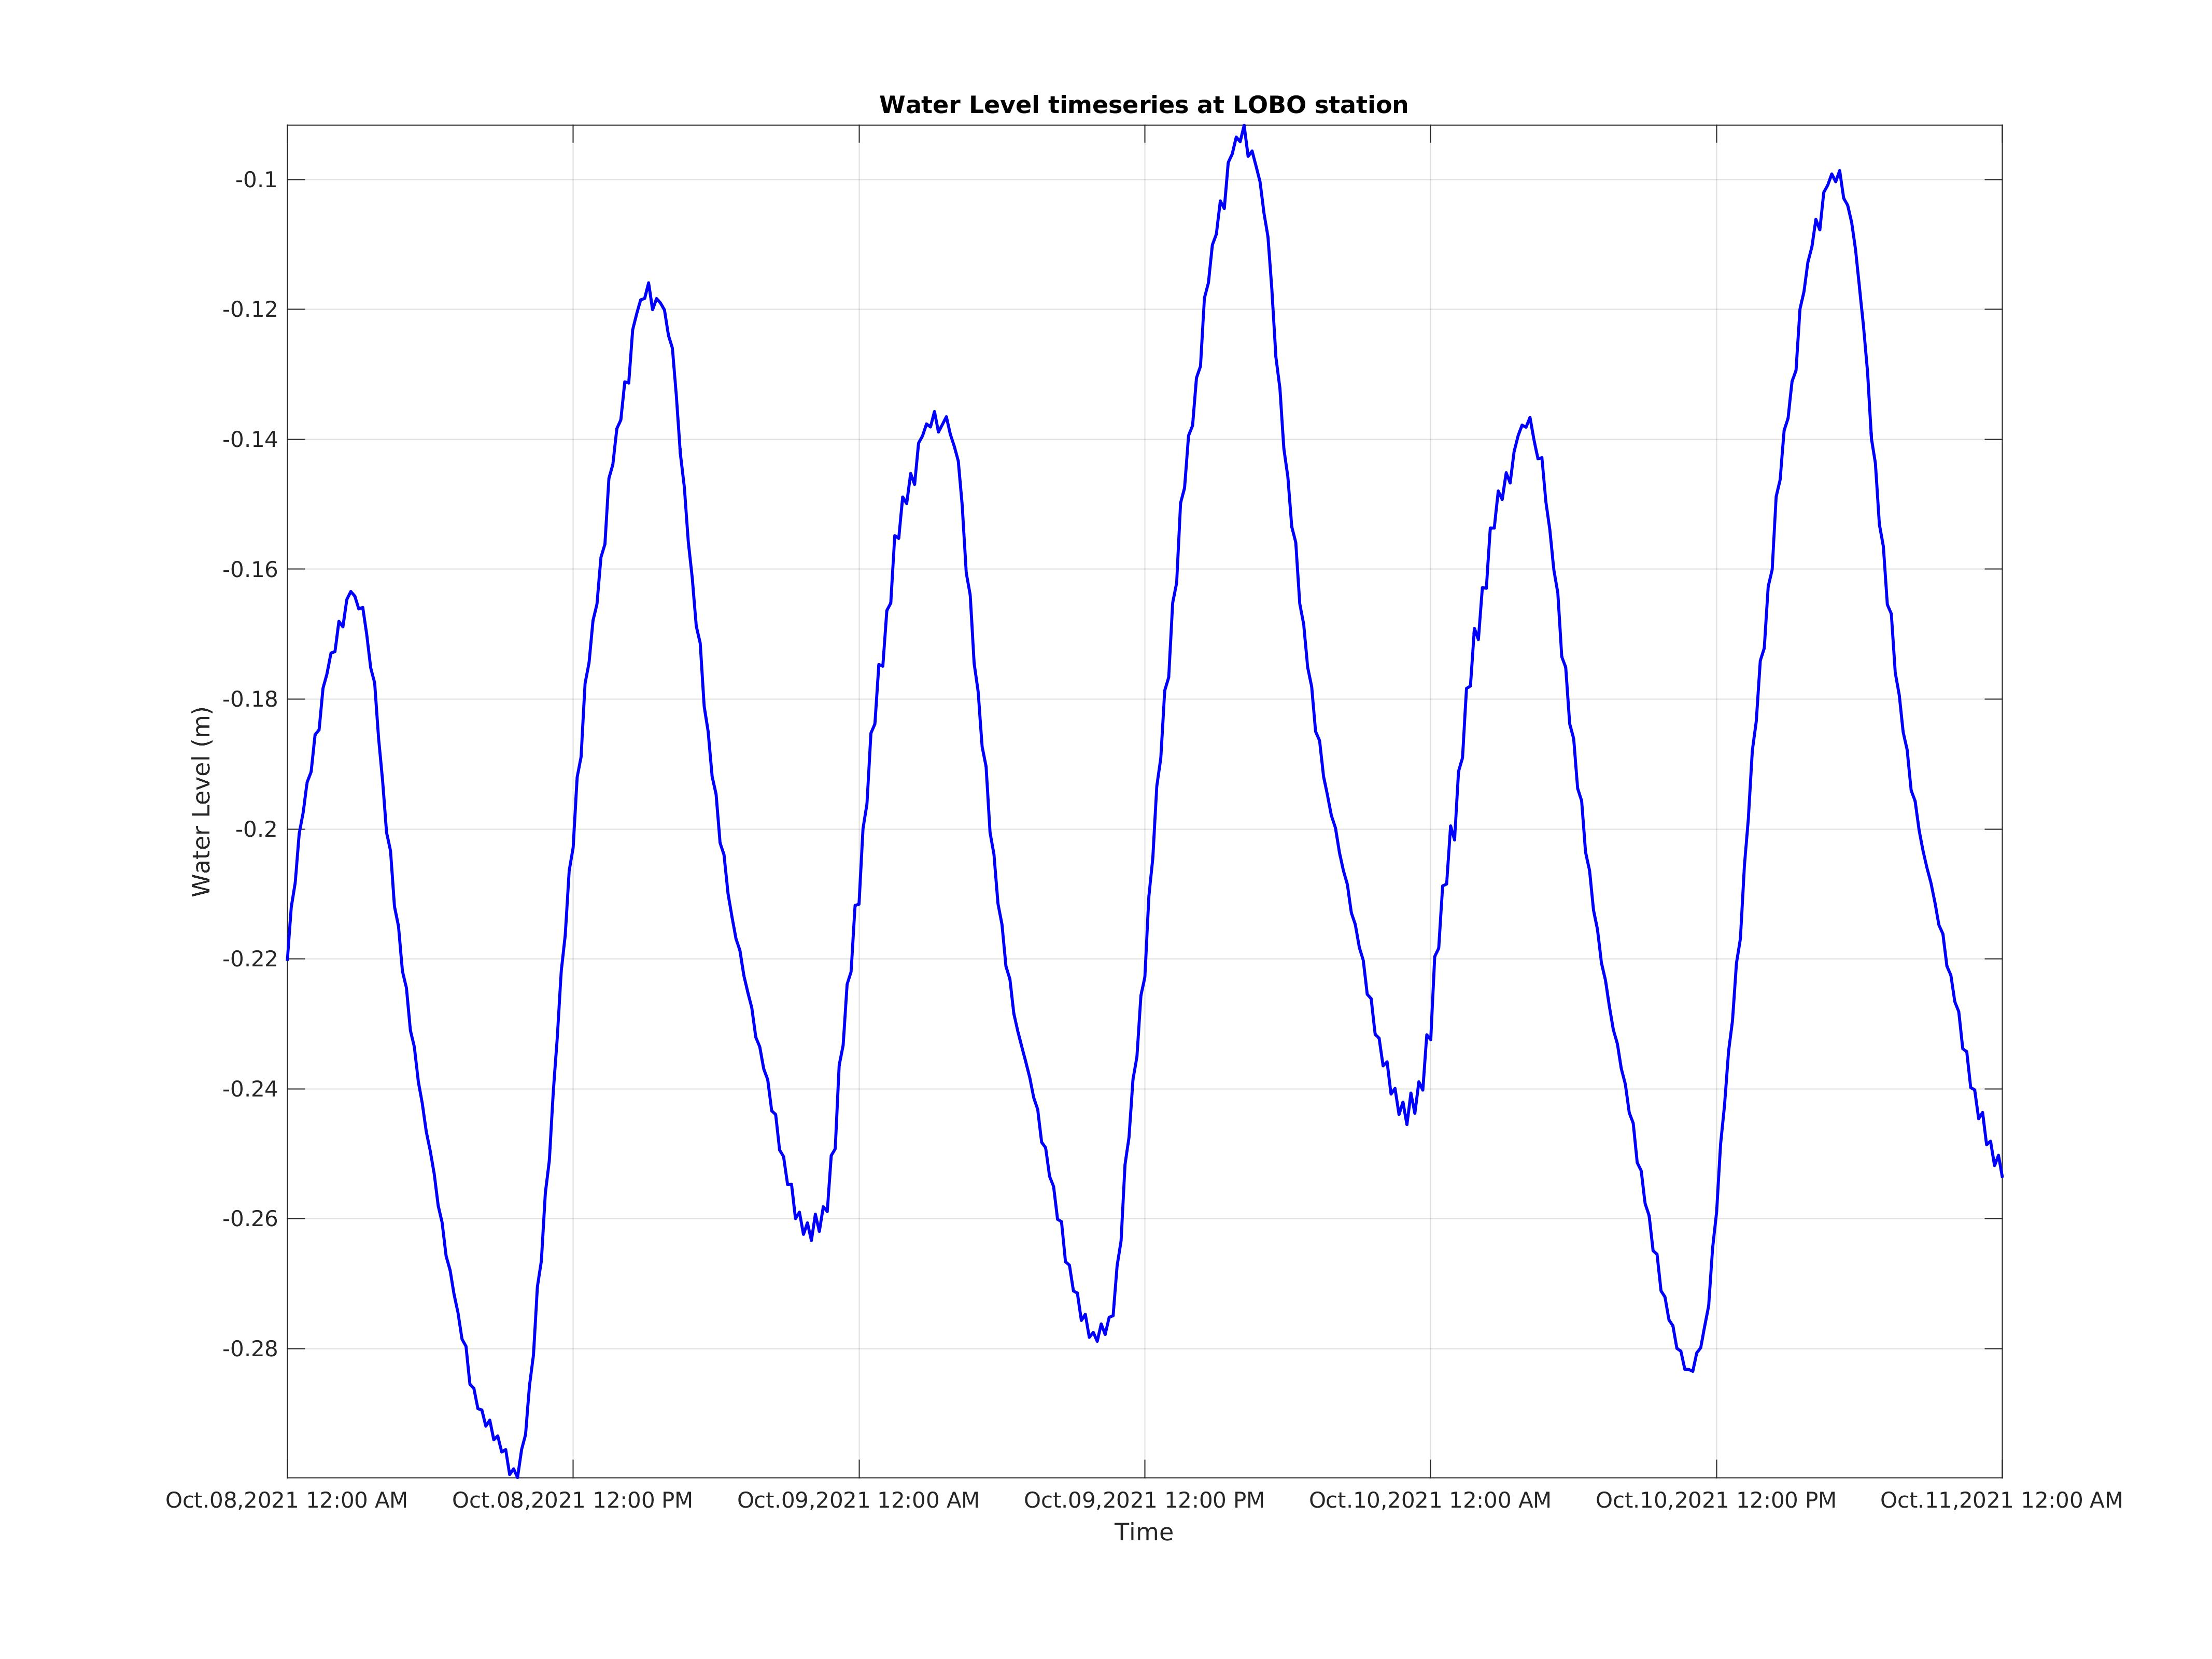 Water Level timeseries at LOBO station
-0.1
-0.12
-0.14
-0.16
-0.18
-0.2
-0.22
-0.24
-0.26
-0.28
Water Level (m)
Oct.08,2021 12:00 AM
Oct.08,2021 12:00 PM
Oct.09,2021 12:00 AM
Oct.09,2021 12:00 PM
Oct.10,2021 12:00 AM
Oct.10,2021 12:00 PM
Oct.11,2021 12:00 AM
Time